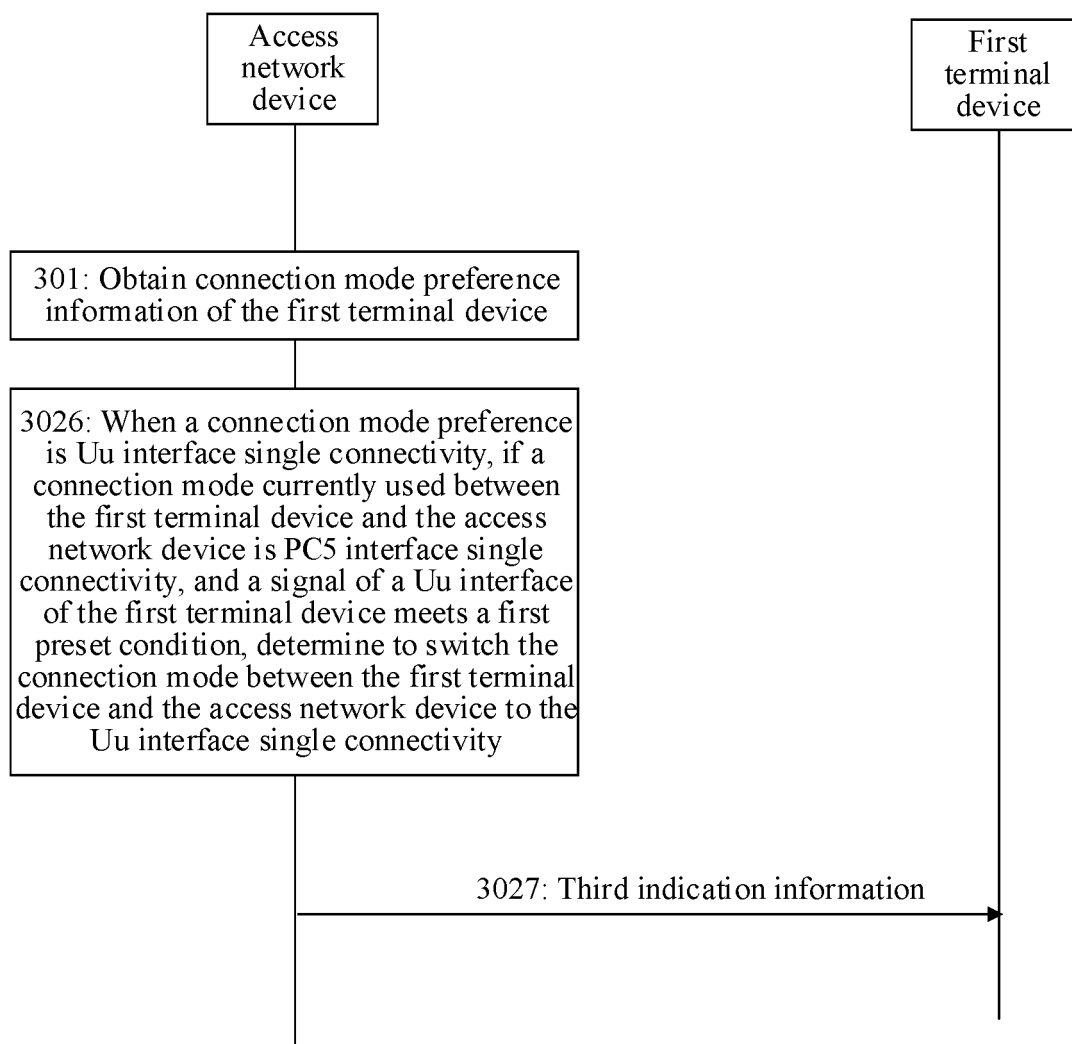 Access
network
device
First
terminal
device
301: Obtain connection mode preference
information of the first terminal device
3026: When a connection mode preference
is Uu interface single connectivity, if a
connection mode currently used between
the first terminal device and the access
network device is PC5 interface single
connectivity, and a signal of a Uu interface
of the first terminal device meets a first
preset condition, determine to switch the
connection mode between the first terminal
device and the access network device to the
Uu interface single connectivity
3027: Third indication information